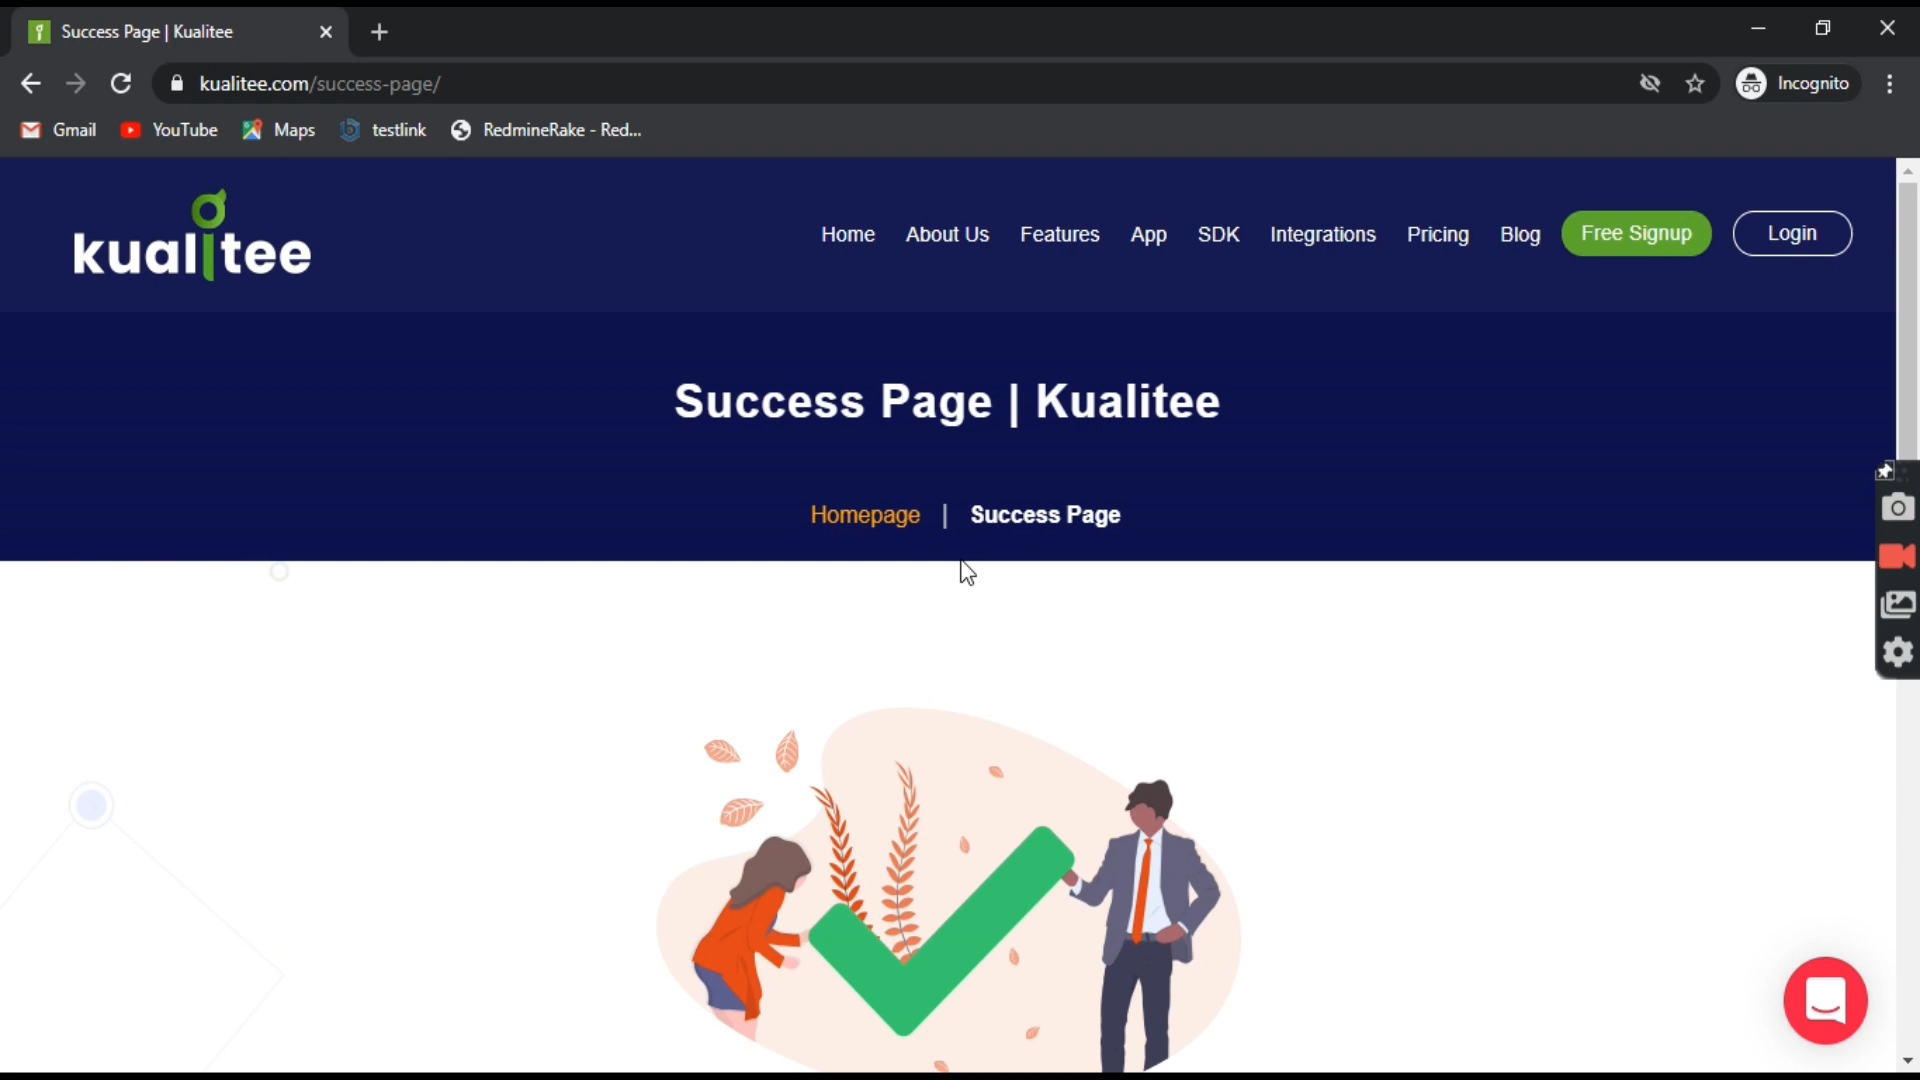 Success Page | Kualitee
kualitee.com/success-page/
Incognito
Gmail YouTube Maps testlink RedmineRake - Red...
kualitee
Home About Us Features App SDK Integrations Pricing Blog Free Signup Login
Success Page | Kualitee
Homepage | Success Page